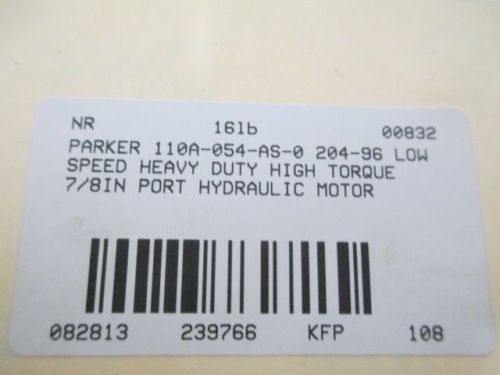 NR 16lb 00832
PARKER 110A-054-AS-0 204-96 LOW
SPEED HEAVY DUTY HIGH TORQUE
7/8IN PORT HYDRAULIC MOTOR
082813 239766 KFP 108